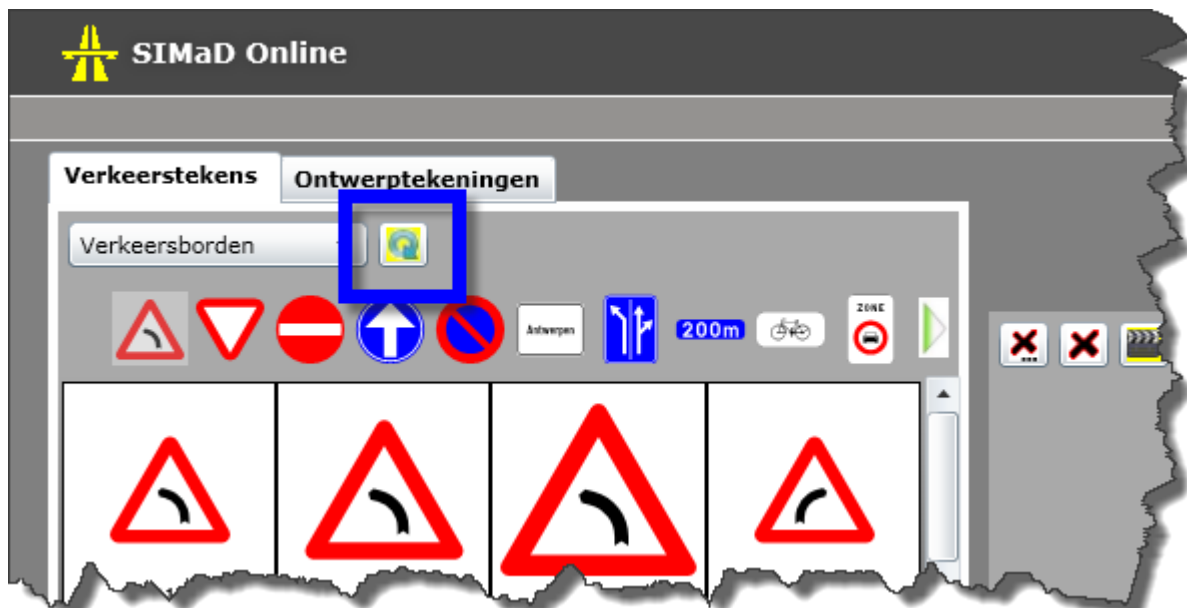 SIMaD Online
Verkeerstekens
Ontwerptekeningen
Verkeersborden
Antwerpen
200m
ZONE